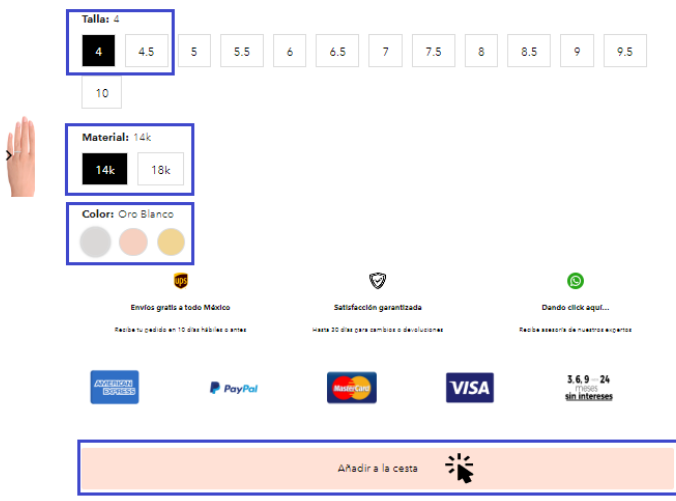 Talla: 4
4 4.5 5 5.5 6 6.5 7 7.5 8 8.5 9 9.5
10
Material: 14k
14k 18k
Color: Oro Blanco
ups
Envíos gratis a todo México Satisfacción garantizada Dando click aquí...
Recibe tu pedido en 10 días hábiles o antes Hasta 20 días para cambios o devoluciones Recibe asesoría de nuestros expertos
AMERICAN EXPRESS PayPal MasterCard VISA 3, 6, 9 — 24
meses
sin intereses
Añadir a la cesta